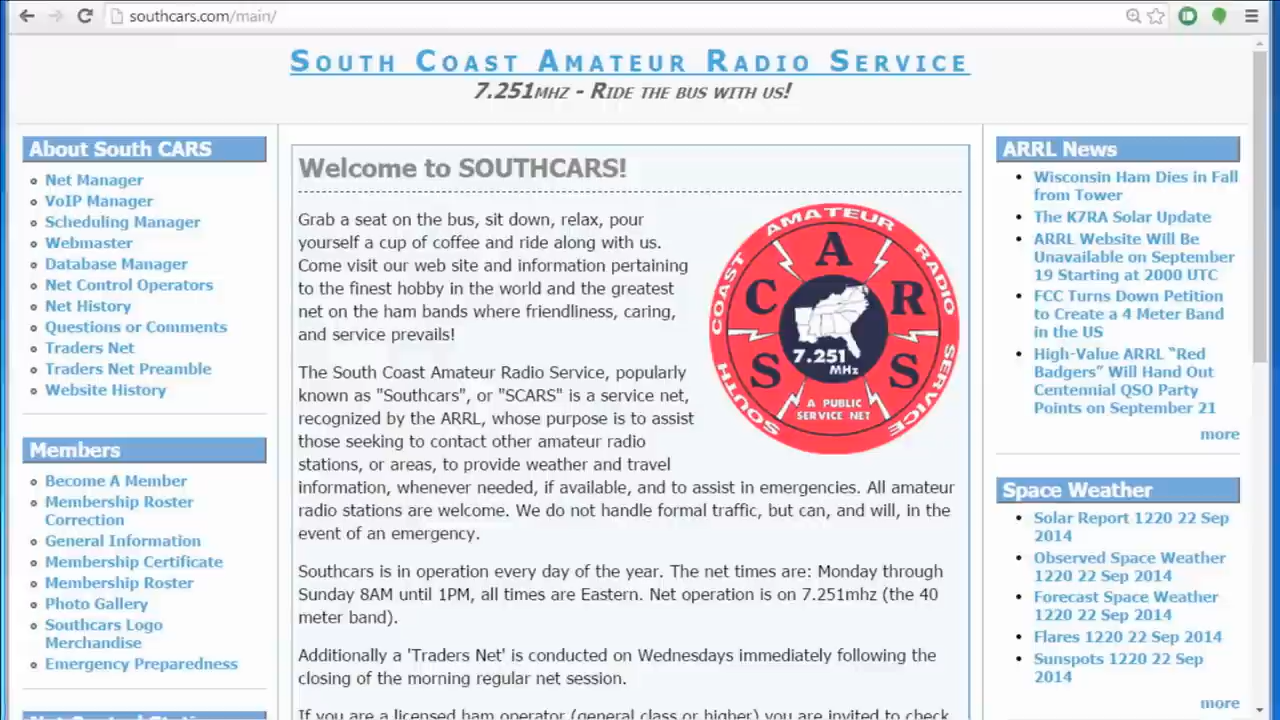 southcars.com/main/
SOUTH COAST AMATEUR RADIO SERVICE
7.251MHZ - RIDE THE BUS WITH US!
About South CARS
Net Manager
VoIP Manager
Scheduling Manager
Webmaster
Database Manager
Net Control Operators
Net History
Questions or Comments
Traders Net
Traders Net Preamble
Website History
Members
Become A Member
Membership Roster
Correction
General Information
Membership Certificate
Membership Roster
Photo Gallery
Southcars Logo
Merchandise
Emergency Preparedness
Welcome to SOUTHCARS!
Grab a seat on the bus, sit down, relax, pour
yourself a cup of coffee and ride along with us.
Come visit our web site and information pertaining
to the finest hobby in the world and the greatest
net on the ham bands where friendliness, caring,
and service prevails!
The South Coast Amateur Radio Service, popularly
known as "Southcars", or "SCARS" is a service net,
recognized by the ARRL, whose purpose is to assist
those seeking to contact other amateur radio
stations, or areas, to provide weather and travel
information, whenever needed, if available, and to assist in emergencies. All amateur
radio stations are welcome. We do not handle formal traffic, but can, and will, in the
event of an emergency.
Southcars is in operation every day of the year. The net times are: Monday through
Sunday 8AM until 1PM, all times are Eastern. Net operation is on 7.251mhz (the 40
meter band).
Additionally a 'Traders Net' is conducted on Wednesdays immediately following the
closing of the morning regular net session.
If you are a licensed ham operator (general class or higher) you are invited to check
SOUTH COAST AMATEUR RADIO SERVICE
S C A R S
7.251
MHz
A PUBLIC
SERVICE NET
ARRL News
Wisconsin Ham Dies in Fall
from Tower
The K7RA Solar Update
ARRL Website Will Be
Unavailable on September
19 Starting at 2000 UTC
FCC Turns Down Petition
to Create a 4 Meter Band
in the US
High-Value ARRL “Red
Badgers” Will Hand Out
Centennial QSO Party
Points on September 21
more
Space Weather
Solar Report 1220 22 Sep
2014
Observed Space Weather
1220 22 Sep 2014
Forecast Space Weather
1220 22 Sep 2014
Flares 1220 22 Sep 2014
Sunspots 1220 22 Sep
2014
more